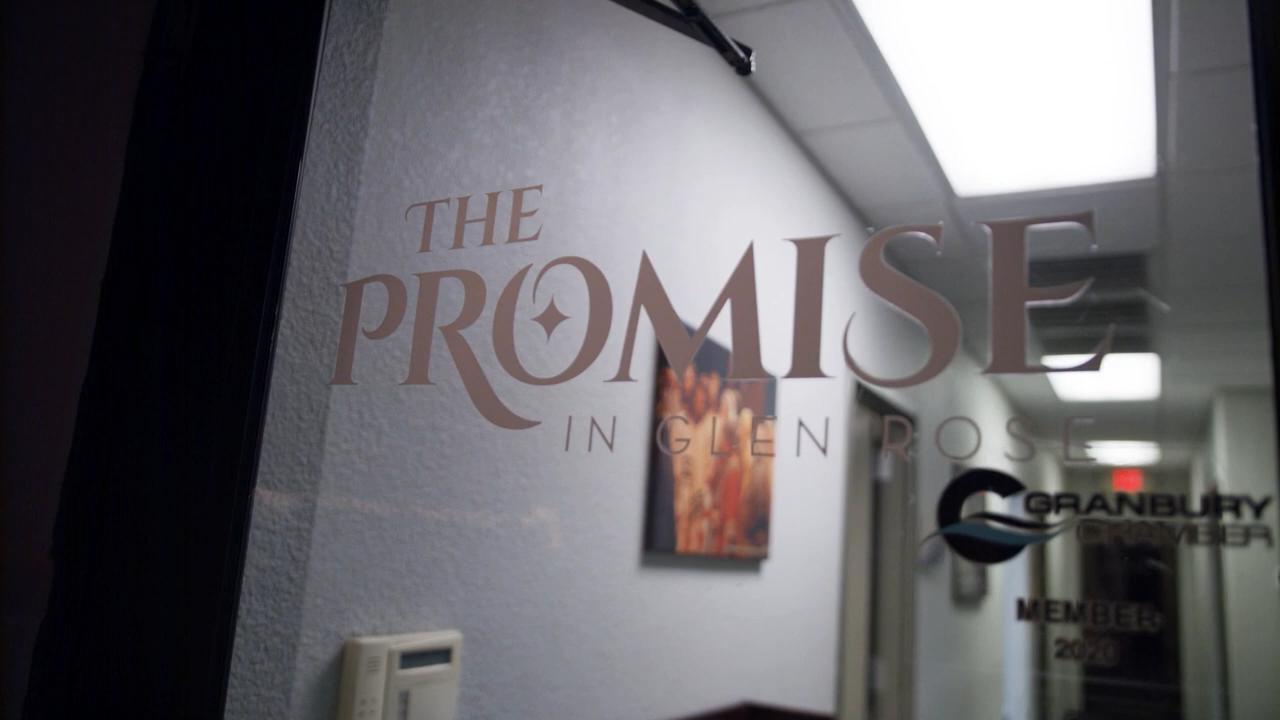 THE
PROMISE
IN GLEN ROSE
GRANBURY
CHAMBER
MEMBER
2020